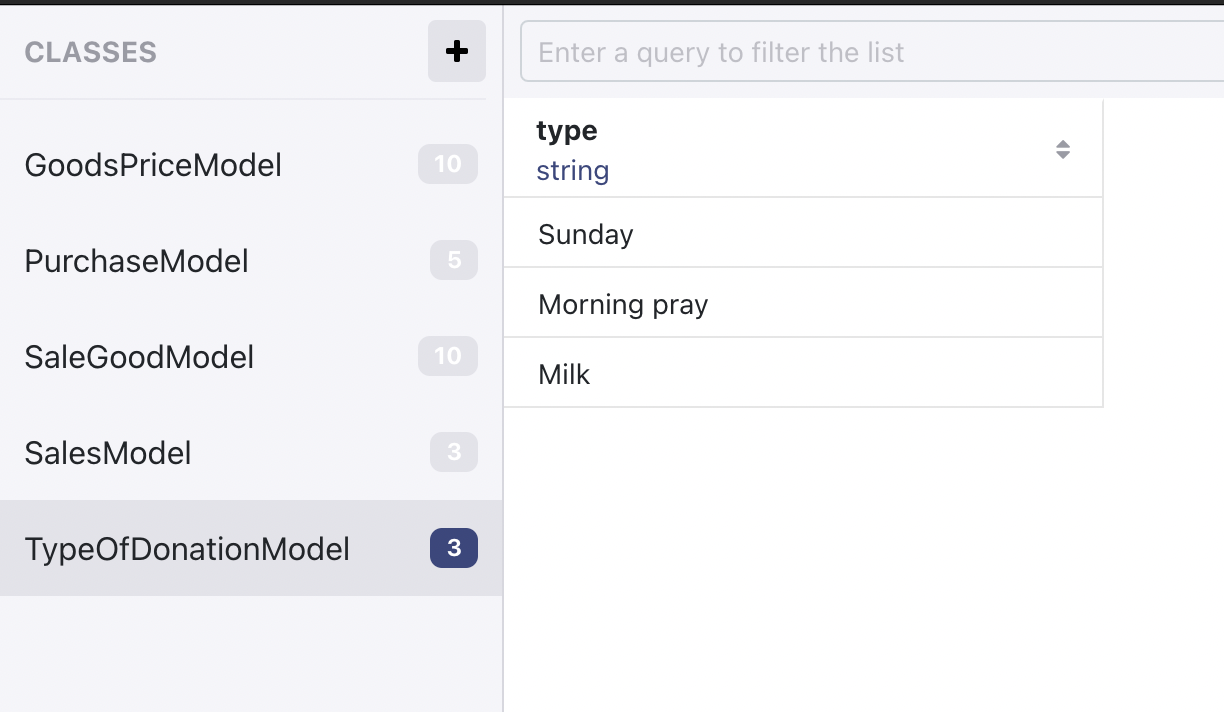 CLASSES
GoodsPriceModel 10
PurchaseModel 5
SaleGoodModel 10
SalesModel 3
TypeOfDonationModel 3
Enter a query to filter the list
type
string
Sunday
Morning pray
Milk